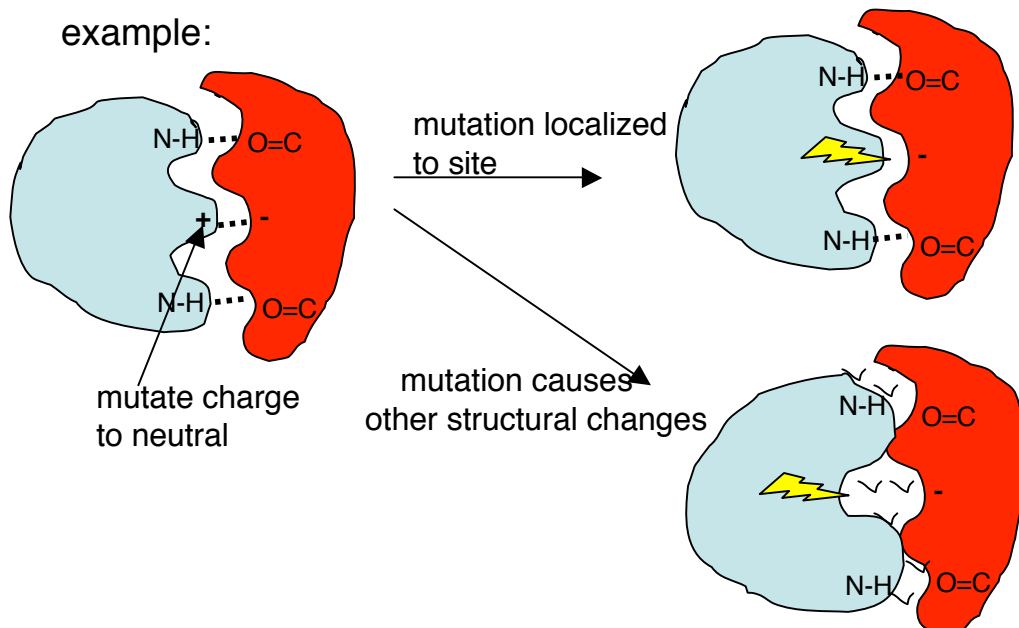 example:
N-H
O=C
+
-
N-H
O=C
mutate charge
to neutral
mutation localized
to site
mutation causes
other structural changes
N-H
O=C
-
N-H
O=C
N-H
O=C
-
N-H
O=C